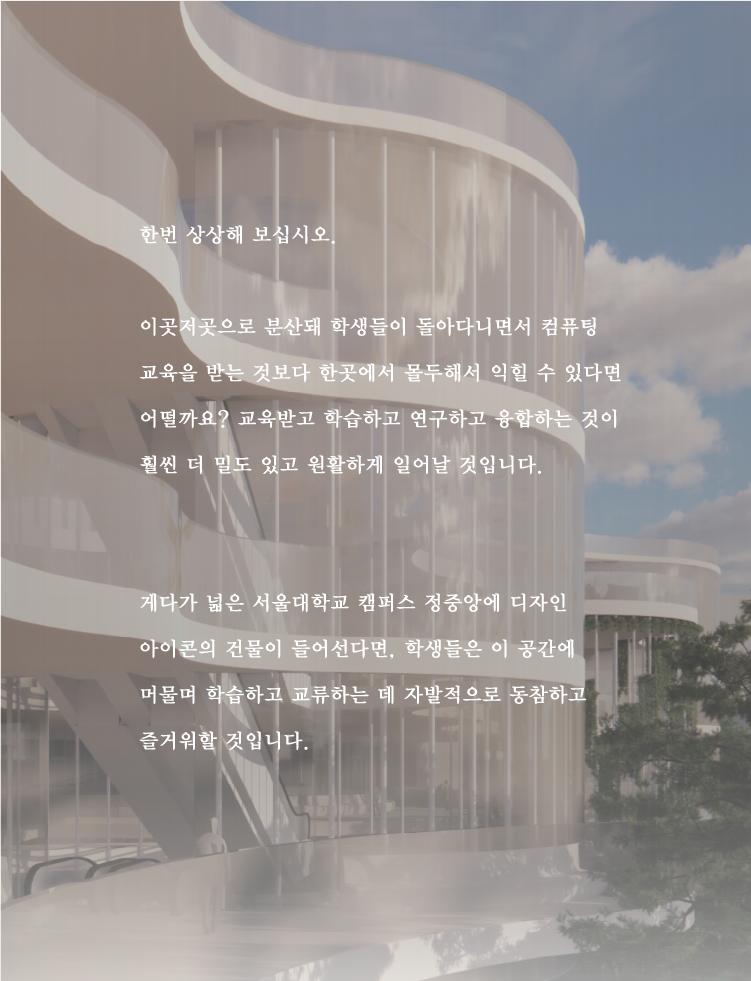 한번 상상해 보십시오.
이곳저곳으로 분산돼 학생들이 돌아다니면서 컴퓨팅
교육을 받는 것보다 한곳에서 몰두해서 익힐 수 있다면
어떨까요? 교육받고 학습하고 연구하고 융합하는 것이
훨씬 더 밀도 있고 원활하게 일어날 것입니다.
게다가 넓은 서울대학교 캠퍼스 정중앙에 디자인
아이콘의 건물이 들어선다면, 학생들은 이 공간에
머물며 학습하고 교류하는 데 자발적으로 동참하고
즐거워할 것입니다.